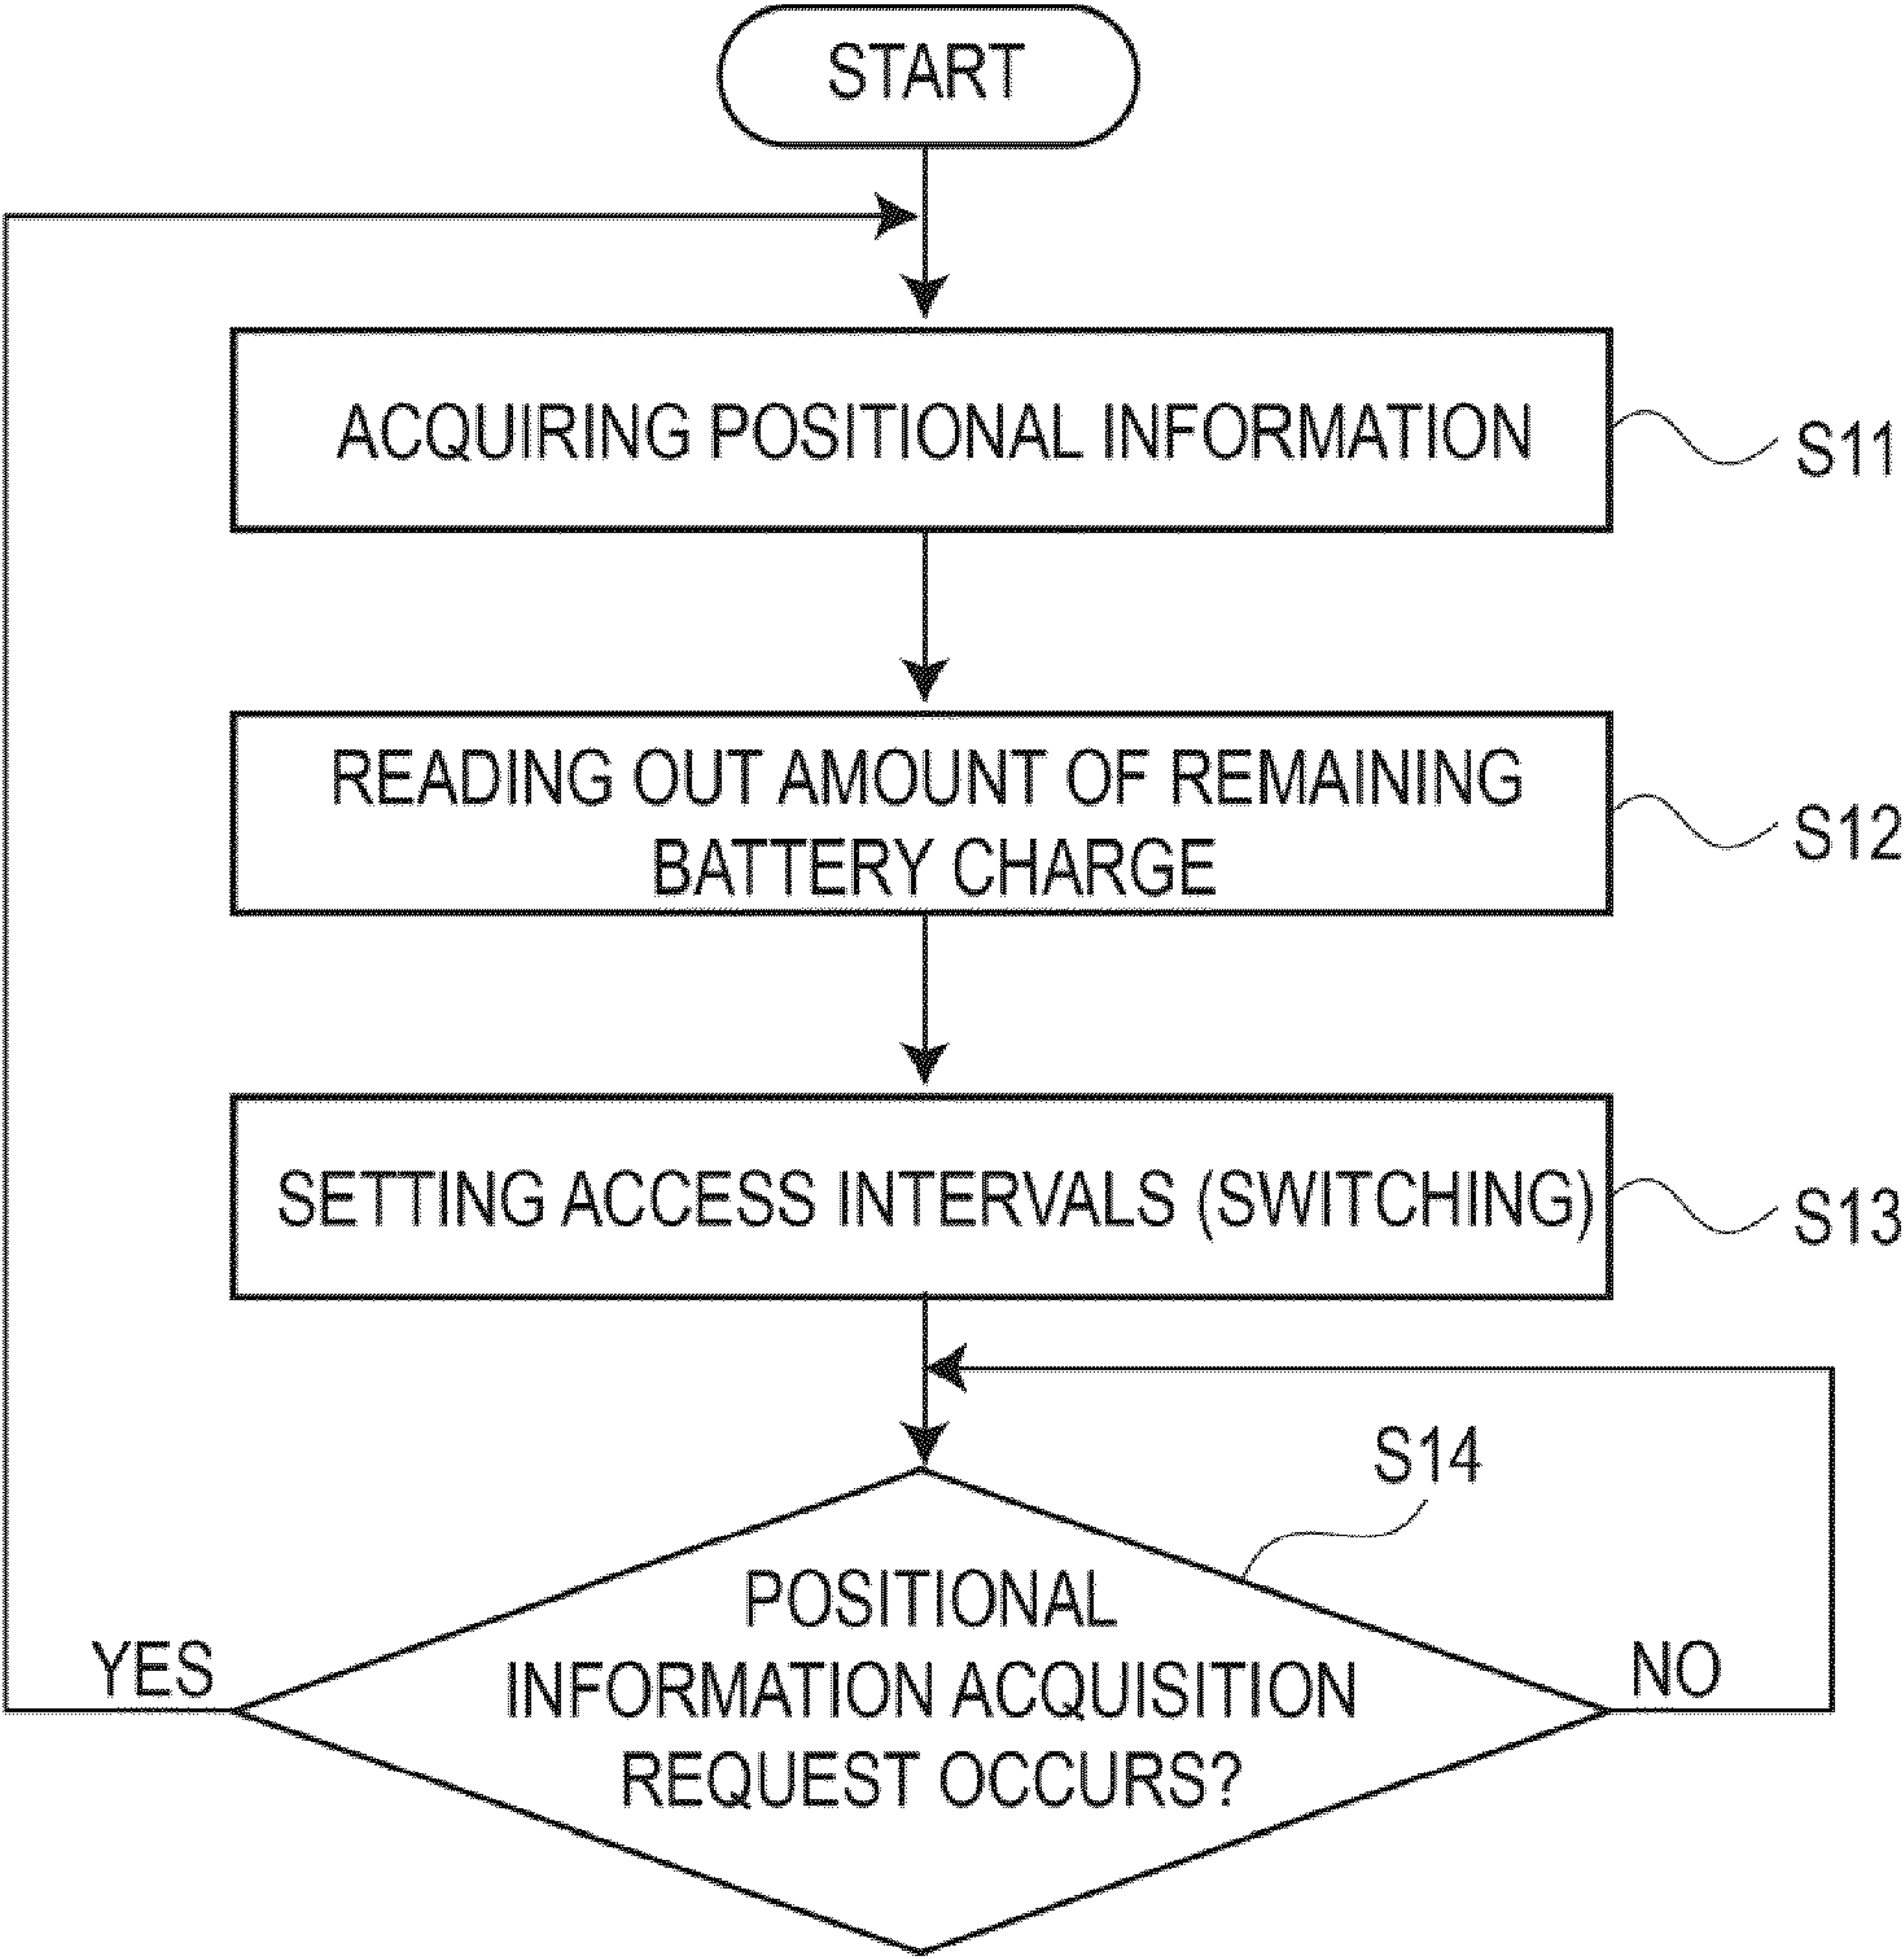 START
ACQUIRING POSITIONAL INFORMATION
S11
READING OUT AMOUNT OF REMAINING
BATTERY CHARGE
S12
SETTING ACCESS INTERVALS (SWITCHING)
S13
S14
POSITIONAL
INFORMATION ACQUISITION
REQUEST OCCURS?
YES
NO